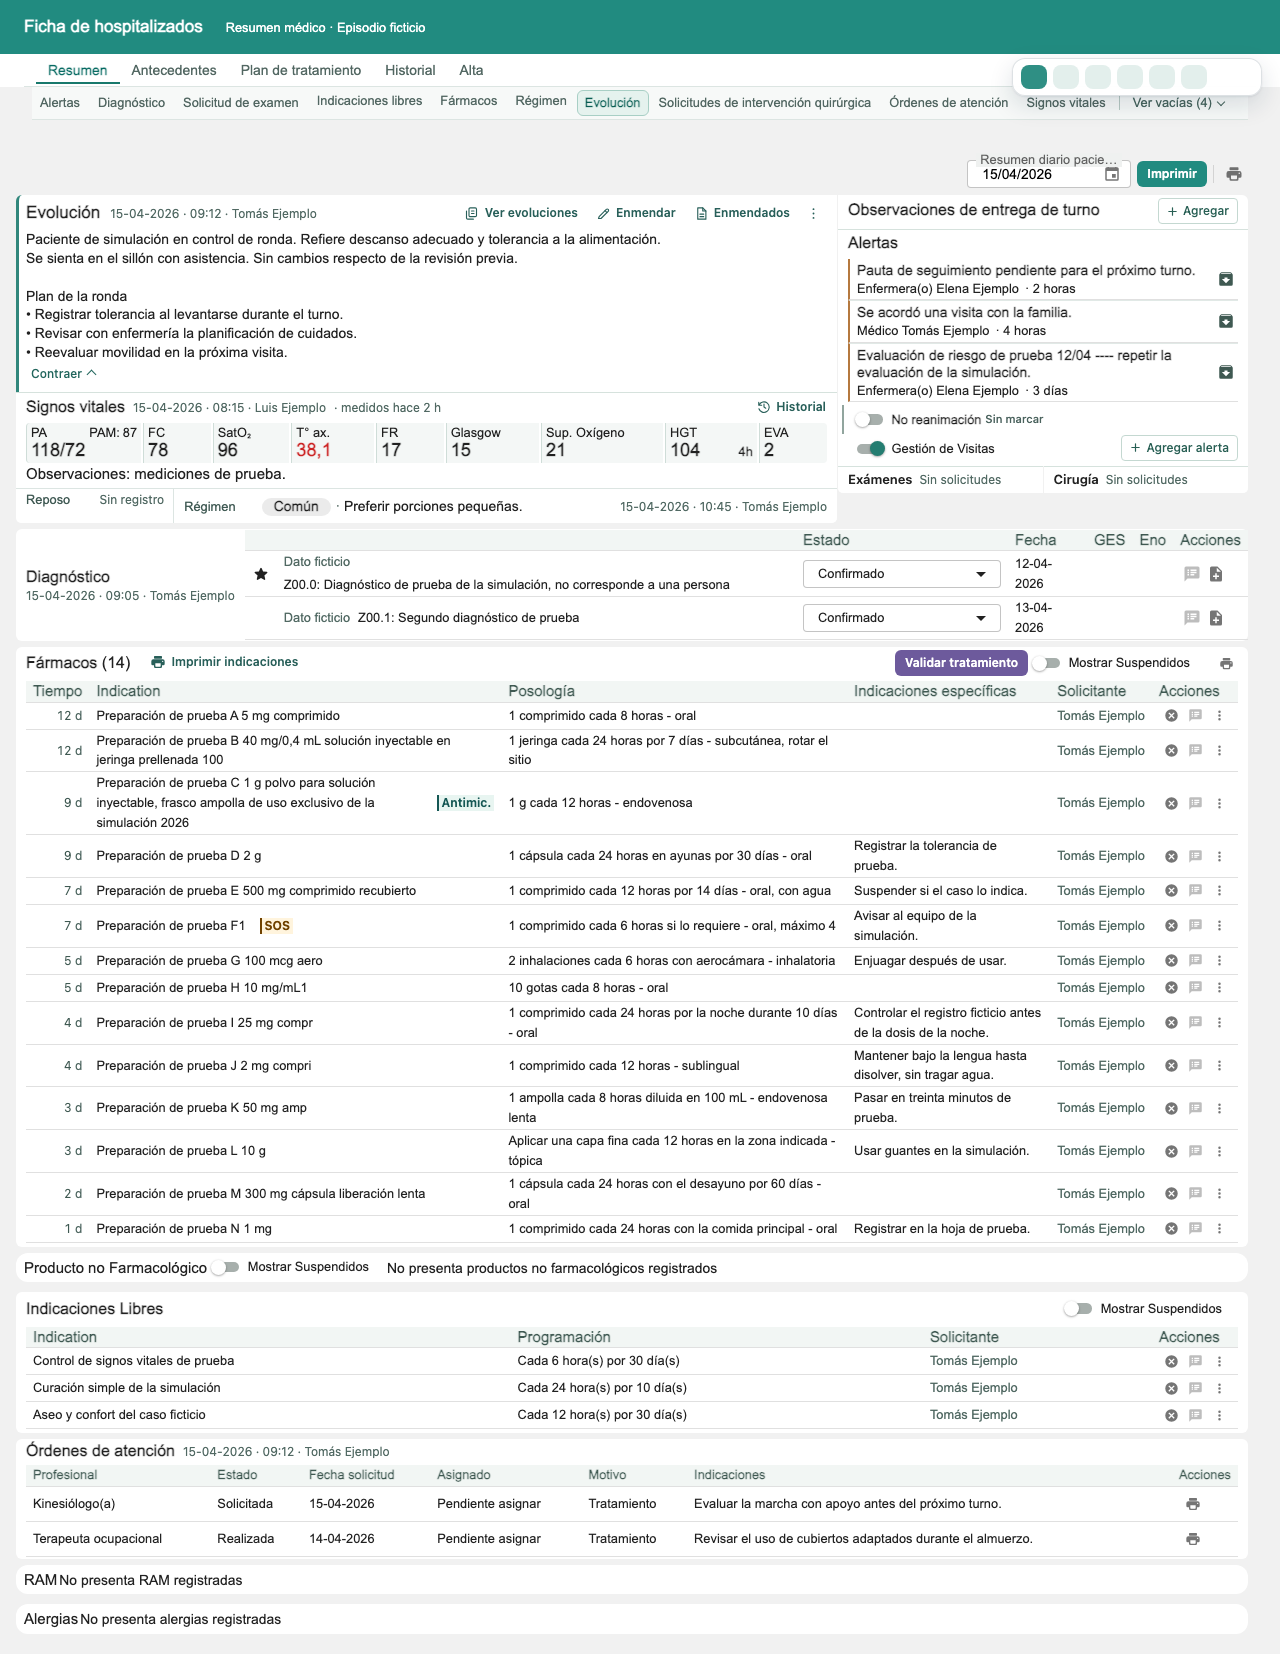 Ficha de hospitalizados
Resumen médico · Episodio ficticio
Resumen Antecedentes Plan de tratamiento Historial Alta
Alertas Diagnóstico Solicitud de examen Indicaciones libres Fármacos Régimen Evolución Solicitudes de intervención quirúrgica Órdenes de atención Signos vitales Ver vacías (4)
Resumen diario pacie...
15/04/2026
Imprimir
Evolución 15-04-2026 · 09:12 · Tomás Ejemplo Ver evoluciones Enmendar Enmendados
Paciente de simulación en control de ronda. Refiere descanso adecuado y tolerancia a la alimentación.
Se sienta en el sillón con asistencia. Sin cambios respecto de la revisión previa.
Plan de la ronda
• Registrar tolerancia al levantarse durante el turno.
• Revisar con enfermería la planificación de cuidados.
• Reevaluar movilidad en la próxima visita.
Contraer
Signos vitales 15-04-2026 · 08:15 · Luis Ejemplo · medidos hace 2 h Historial
PA PAM: 87 FC SatO₂ T° ax. FR Glasgow Sup. Oxígeno HGT EVA
118/72 78 96 38,1 17 15 21 104 4h 2
Observaciones: mediciones de prueba.
Reposo Sin registro Régimen Común · Preferir porciones pequeñas. 15-04-2026 · 10:45 · Tomás Ejemplo
Observaciones de entrega de turno + Agregar
Alertas
Pauta de seguimiento pendiente para el próximo turno.
Enfermera(o) Elena Ejemplo · 2 horas
Se acordó una visita con la familia.
Médico Tomás Ejemplo · 4 horas
Evaluación de riesgo de prueba 12/04 ---- repetir la
evaluación de la simulación.
Enfermera(o) Elena Ejemplo · 3 días
No reanimación Sin marcar
Gestión de Visitas + Agregar alerta
Exámenes Sin solicitudes Cirugía Sin solicitudes
Diagnóstico
15-04-2026 · 09:05 · Tomás Ejemplo
Estado Fecha GES Eno Acciones
Dato ficticio
Z00.0: Diagnóstico de prueba de la simulación, no corresponde a una persona Confirmado 12-04-
2026
Dato ficticio Z00.1: Segundo diagnóstico de prueba Confirmado 13-04-
2026
Fármacos (14) Imprimir indicaciones Validar tratamiento Mostrar Suspendidos
Tiempo Indication Posología Indicaciones específicas Solicitante Acciones
12 d Preparación de prueba A 5 mg comprimido 1 comprimido cada 8 horas - oral Tomás Ejemplo
12 d Preparación de prueba B 40 mg/0,4 mL solución inyectable en
jeringa prellenada 100 1 jeringa cada 24 horas por 7 días - subcutánea, rotar el
sitio Tomás Ejemplo
9 d Preparación de prueba C 1 g polvo para solución
inyectable, frasco ampolla de uso exclusivo de la
simulación 2026 Antimic. 1 g cada 12 horas - endovenosa Tomás Ejemplo
9 d Preparación de prueba D 2 g 1 cápsula cada 24 horas en ayunas por 30 días - oral Registrar la tolerancia de
prueba. Tomás Ejemplo
7 d Preparación de prueba E 500 mg comprimido recubierto 1 comprimido cada 12 horas por 14 días - oral, con agua Suspender si el caso lo indica. Tomás Ejemplo
7 d Preparación de prueba F1 SOS 1 comprimido cada 6 horas si lo requiere - oral, máximo 4 Avisar al equipo de la
simulación. Tomás Ejemplo
5 d Preparación de prueba G 100 mcg aero 2 inhalaciones cada 6 horas con aerocámara - inhalatoria Enjuagar después de usar. Tomás Ejemplo
5 d Preparación de prueba H 10 mg/mL1 10 gotas cada 8 horas - oral Tomás Ejemplo
4 d Preparación de prueba I 25 mg compr 1 comprimido cada 24 horas por la noche durante 10 días
- oral Controlar el registro ficticio antes
de la dosis de la noche. Tomás Ejemplo
4 d Preparación de prueba J 2 mg compri 1 comprimido cada 12 horas - sublingual Mantener bajo la lengua hasta
disolver, sin tragar agua. Tomás Ejemplo
3 d Preparación de prueba K 50 mg amp 1 ampolla cada 8 horas diluida en 100 mL - endovenosa
lenta Pasar en treinta minutos de
prueba. Tomás Ejemplo
3 d Preparación de prueba L 10 g Aplicar una capa fina cada 12 horas en la zona indicada -
tópica Usar guantes en la simulación. Tomás Ejemplo
2 d Preparación de prueba M 300 mg cápsula liberación lenta 1 cápsula cada 24 horas con el desayuno por 60 días -
oral Tomás Ejemplo
1 d Preparación de prueba N 1 mg 1 comprimido cada 24 horas con la comida principal - oral Registrar en la hoja de prueba. Tomás Ejemplo
Producto no Farmacológico Mostrar Suspendidos No presenta productos no farmacológicos registrados
Indicaciones Libres Mostrar Suspendidos
Indication Programación Solicitante Acciones
Control de signos vitales de prueba Cada 6 hora(s) por 30 día(s) Tomás Ejemplo
Curación simple de la simulación Cada 24 hora(s) por 10 día(s) Tomás Ejemplo
Aseo y confort del caso ficticio Cada 12 hora(s) por 30 día(s) Tomás Ejemplo
Órdenes de atención 15-04-2026 · 09:12 · Tomás Ejemplo
Profesional Estado Fecha solicitud Asignado Motivo Indicaciones Acciones
Kinesiólogo(a) Solicitada 15-04-2026 Pendiente asignar Tratamiento Evaluar la marcha con apoyo antes del próximo turno.
Terapeuta ocupacional Realizada 14-04-2026 Pendiente asignar Tratamiento Revisar el uso de cubiertos adaptados durante el almuerzo.
RAM No presenta RAM registradas
Alergias No presenta alergias registradas